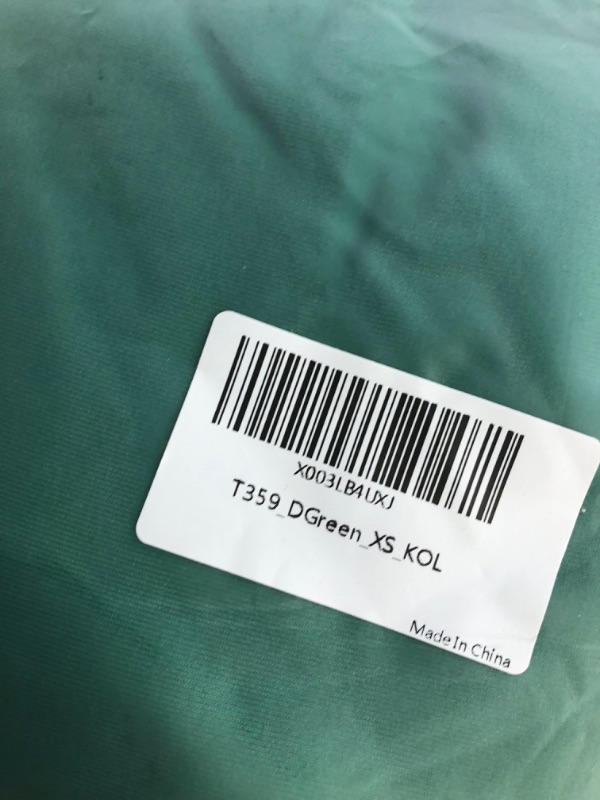 X003LB4UXJ
T359_DGreen_XS_KOL
Made In China